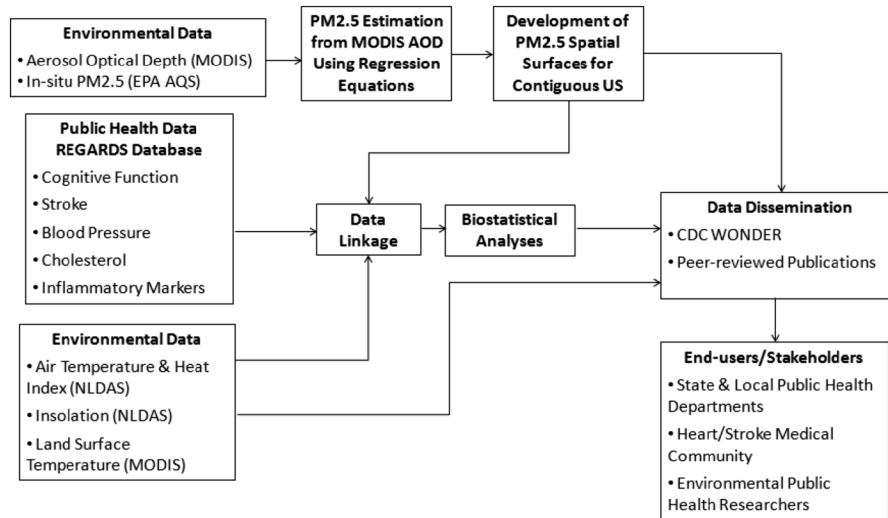 Environmental Data
• Aerosol Optical Depth (MODIS)
• In-situ PM2.5 (EPA AQS)
PM2.5 Estimation
from MODIS AOD
Using Regression
Equations
Development of
PM2.5 Spatial
Surfaces for
Contiguous US
Public Health Data
REGARDS Database
• Cognitive Function
• Stroke
• Blood Pressure
• Cholesterol
• Inflammatory Markers
Data
Linkage
Biostatistical
Analyses
Data Dissemination
• CDC WONDER
• Peer-reviewed Publications
Environmental Data
• Air Temperature & Heat
Index (NLDAS)
• Insolation (NLDAS)
• Land Surface
Temperature (MODIS)
End-users/Stakeholders
• State & Local Public Health
Departments
• Heart/Stroke Medical
Community
• Environmental Public
Health Researchers